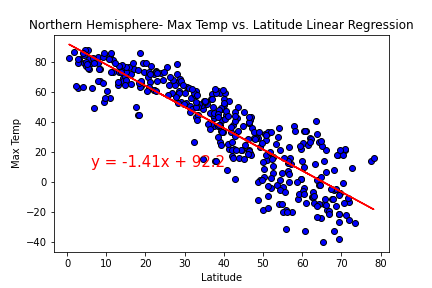 Northern Hemisphere- Max Temp vs. Latitude Linear Regression
80
60
40
20
0
−20
−40
Max Temp
y = -1.41x + 92.2
0 10 20 30 40 50 60 70 80
Latitude